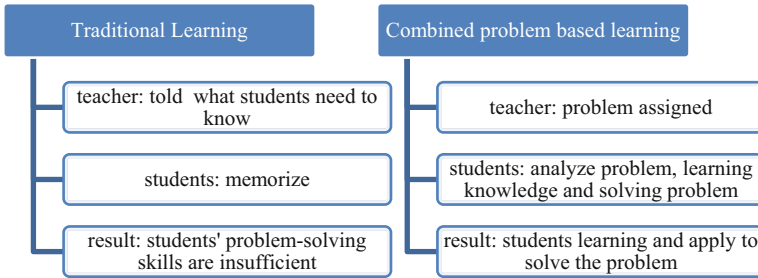 Traditional Learning
teacher: told what students need to
know
students: memorize
result: students' problem-solving
skills are insufficient
Combined problem based learning
teacher: problem assigned
students: analyze problem, learning
knowledge and solving problem
result: students learning and apply to
solve the problem